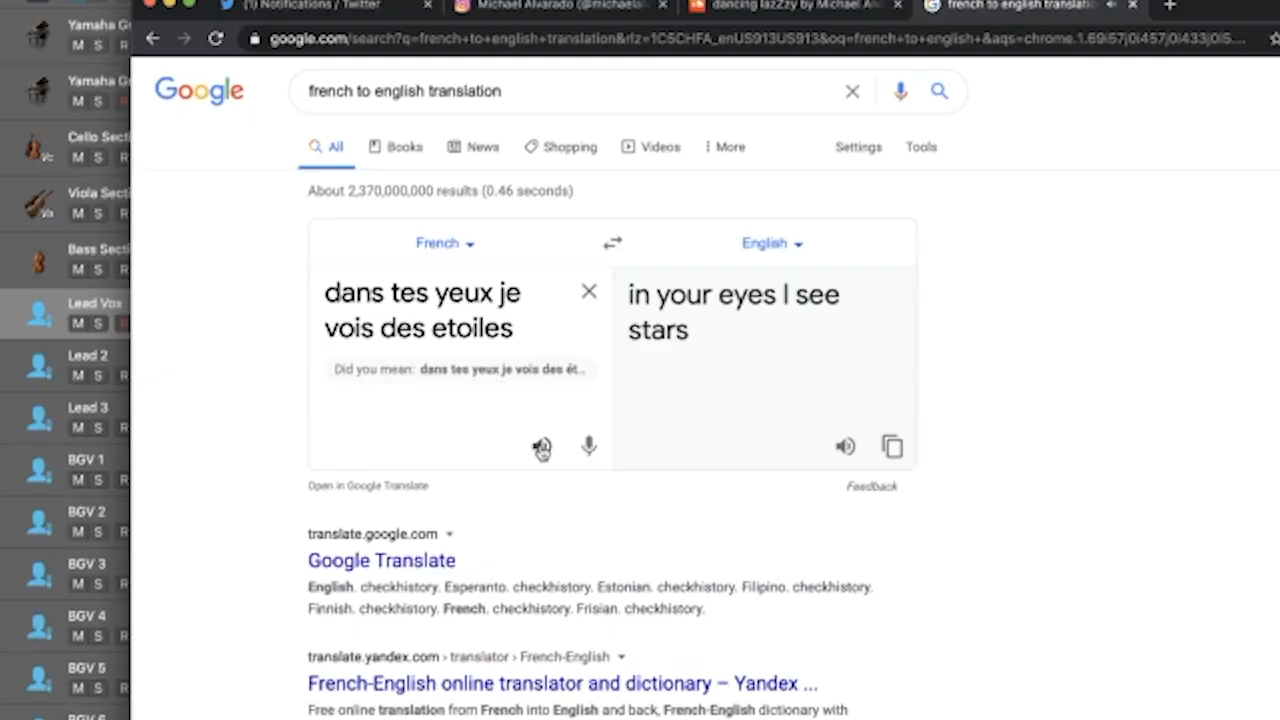 (1) Notifications / Twitter
Michael Alvarado (@michaela
dancing lazZzy by Michael Alv
french to english translatio
google.com/search?q=french+to+english+translation&rlz=1C5CHFA_enUS913US913&oq=french+to+english+&aqs=chrome.1.69i57j0i457j0i433j0i5...
Yamaha Gr
M S
Yamaha Gr
M S R
Cello Secti
M S R
Viola Secti
M S R
Bass Secti
M S R
Lead Vox
M S R
Lead 2
M S R
Lead 3
M S R
BGV 1
M S R
BGV 2
M S R
BGV 3
M S R
BGV 4
M S R
BGV 5
M S R
Google
french to english translation
All Books News Shopping Videos More Settings Tools
About 2,370,000,000 results (0.46 seconds)
French English
dans tes yeux je
vois des etoiles
in your eyes I see
stars
Did you mean: dans tes yeux je vois des ét...
Open in Google Translate
Feedback
translate.google.com
Google Translate
English. checkhistory. Esperanto. checkhistory. Estonian. checkhistory. Filipino. checkhistory.
Finnish. checkhistory. French. checkhistory. Frisian. checkhistory.
translate.yandex.com › translator › French-English
French-English online translator and dictionary – Yandex ...
Free online translation from French into English and back, French-English dictionary with